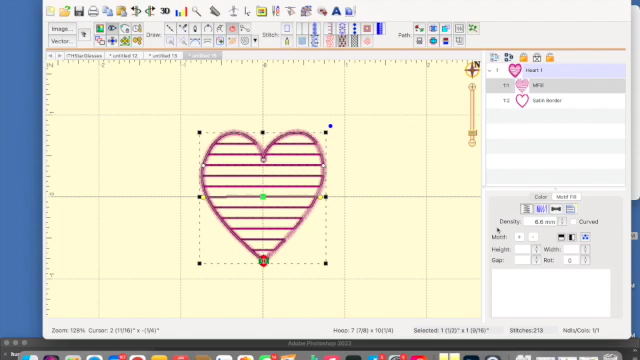 Image...
Draw:
Stitch:
Path:
Vector...
ITHStarGlasses
* untitled 12
* untitled 13
N
1
Heart 1
1:1
MFill
1:2
Satin Border
Color
Motif Fill
Density:
6.6 mm
Curved
Motif:
Height:
Width:
Gap:
Rot:
0
Zoom: 128% Cursor: 2 (11/16)" x -(1/4)"
Hoop: 7 (7/8) x 10(1/4)
Selected: 1 (1/2)" x 1 (9/16)"
Stitches:213
Ndls/Cols: 1/1
Adobe Photoshop 2023